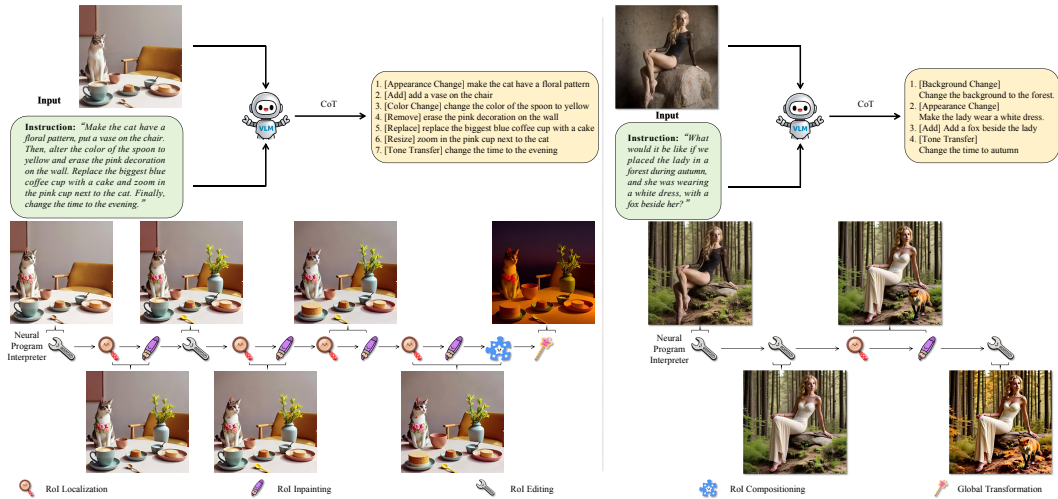 Input
Instruction: "Make the cat have a
floral pattern, put a vase on the chair.
Then, alter the color of the spoon to
yellow and erase the pink decoration
on the wall. Replace the biggest blue
coffee cup with a cake and zoom in
the pink cup next to the cat. Finally,
change the time to the evening."
VLM
CoT
1. [Appearance Change] make the cat have a floral pattern
2. [Add] add a vase on the chair
3. [Color Change] change the color of the spoon to yellow
4. [Remove] erase the pink decoration on the wall
5. [Replace] replace the biggest blue coffee cup with a cake
6. [Resize] zoom in the pink cup next to the cat
7. [Tone Transfer] change the time to the evening
Neural
Program
Interpreter
Input
Instruction: "What
would it be like if we
placed the lady in a
forest during autumn,
and she was wearing
a white dress, with a
fox beside her?"
VLM
CoT
1. [Background Change]
Change the background to the forest.
2. [Appearance Change]
Make the lady wear a white dress.
3. [Add] Add a fox beside the lady
4. [Tone Transfer]
Change the time to autumn
Neural
Program
Interpreter
RoI Localization
RoI Inpainting
RoI Editing
RoI Compositioning
Global Transformation